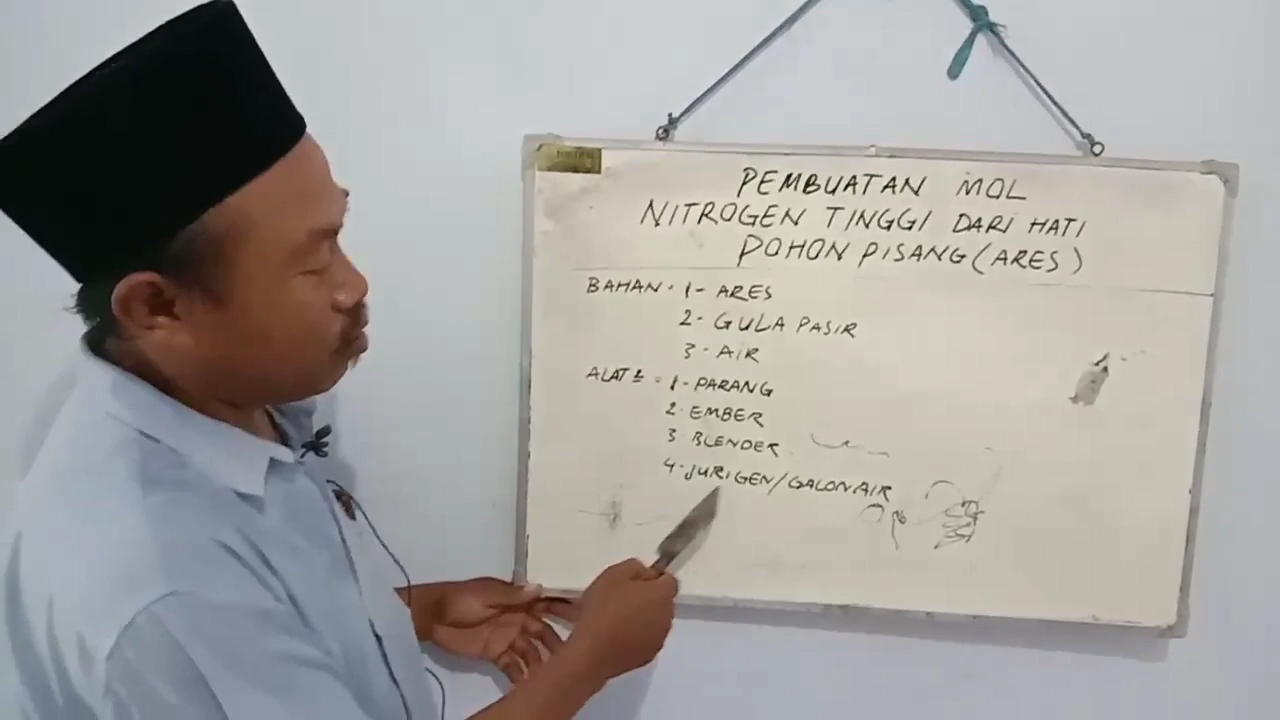 PEMBUATAN MOL
NITROGEN TINGGI DARI HATI
POHON PISANG (ARES)
BAHAN : 1- ARES
2- GULA PASIR
3- AIR
ALAT2 = 1- PARANG
2. EMBER
3 BLENDER
4- JURIGEN/GALON AIR